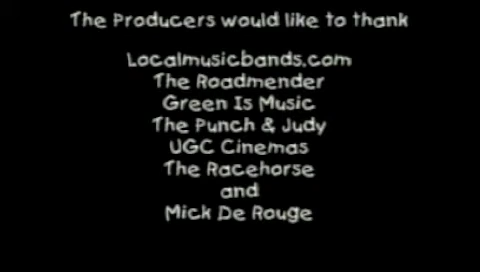 The Producers would like to thank
Localmusicbands.com
The Roadmender
Green Is Music
The Punch & Judy
UGC Cinemas
The Racehorse
and
Mick De Rouge